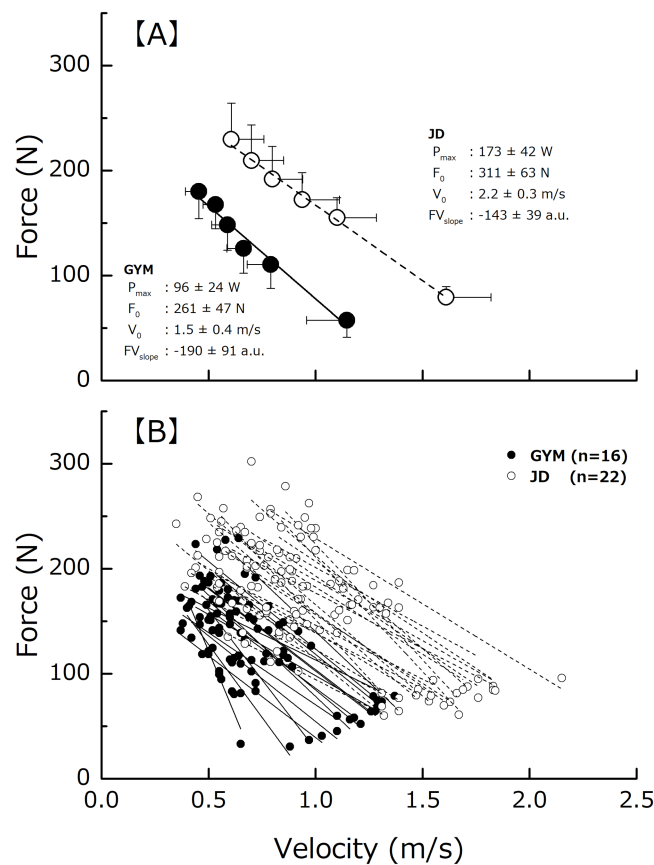 【A】
300
200
100
0
Force (N)
JD
Pmax : 173 ± 42 W
F0 : 311 ± 63 N
V0 : 2.2 ± 0.3 m/s
FVslope : -143 ± 39 a.u.
GYM
Pmax : 96 ± 24 W
F0 : 261 ± 47 N
V0 : 1.5 ± 0.4 m/s
FVslope : -190 ± 91 a.u.
【B】
GYM (n=16)
JD (n=22)
300
200
100
0
Force (N)
0.0 0.5 1.0 1.5 2.0 2.5
Velocity (m/s)